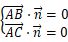 {AB · n⃗ = 0
{AC · n⃗ = 0